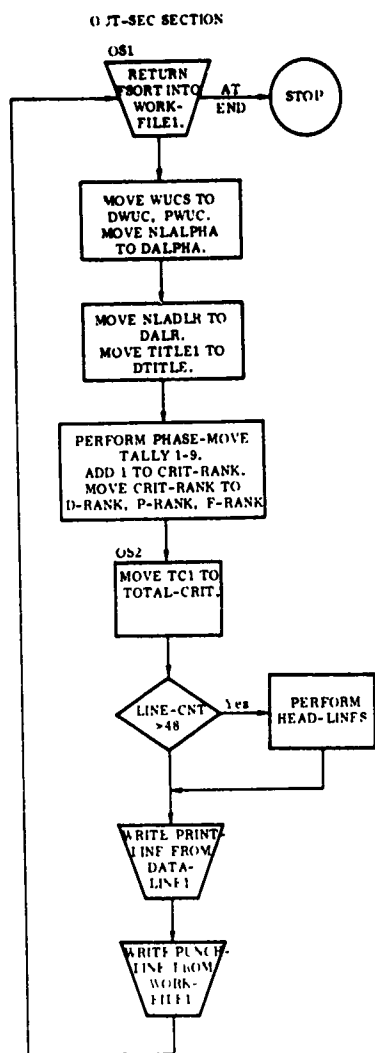 OUT-SEC SECTION
OS1
RETURN
FSORT INTO
WORK-
FILE1.
AT
END
STOP
MOVE WUCS TO
DWUC, PWUC.
MOVE NLALPHA
TO DALPHA.
MOVE NLADLR TO
DALR.
MOVE TITLE1 TO
DTITLE.
PERFORM PHASE-MOVE
TALLY 1-9.
ADD 1 TO CRIT-RANK.
MOVE CRIT-RANK TO
D-RANK, P-RANK, F-RANK
OS2
MOVE TC1 TO
TOTAL-CRIT.
LINE-CNT
>48
Yes
PERFORM
HEAD-LINES
WRITE PRINT-
LINE FROM
DATA-
LINE1
WRITE PUNCH-
LINE FROM
WORK-
FILE1